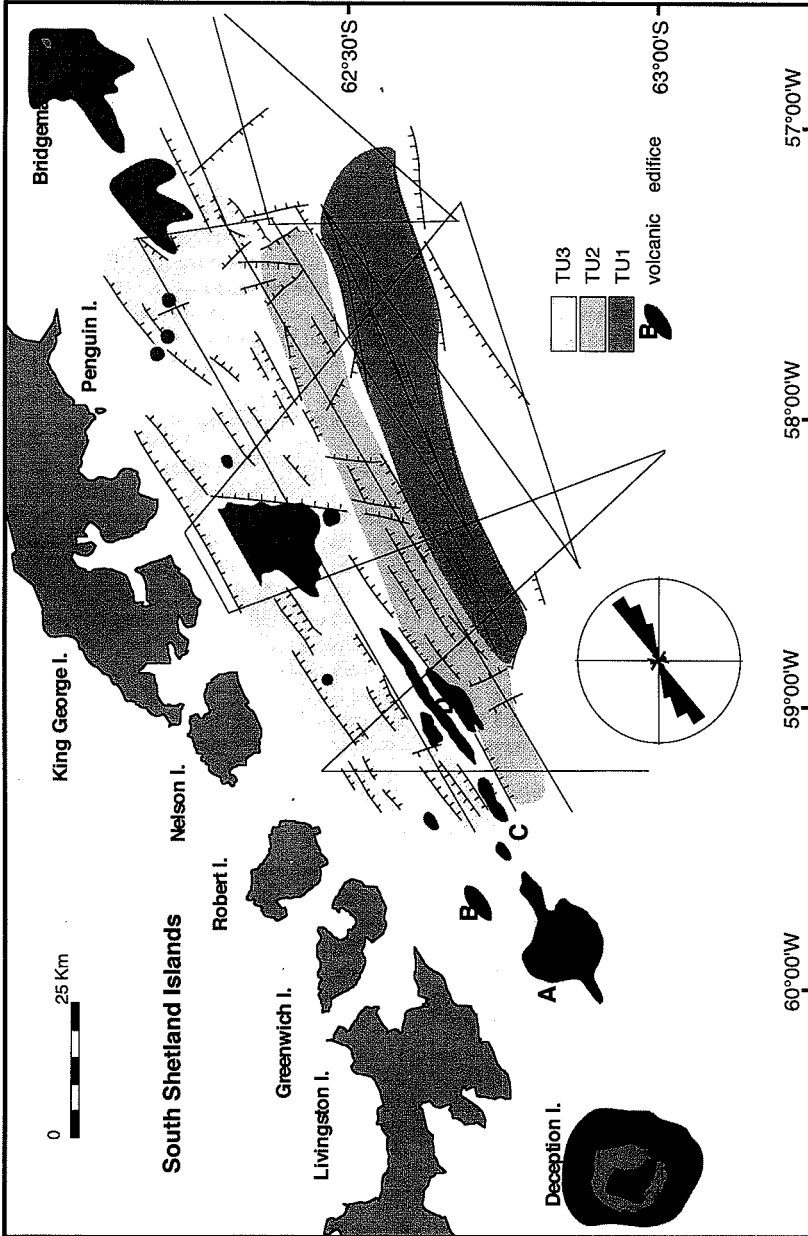 0 25 Km
King George I.
Bridgema
Penguin I.
South Shetland Islands
Nelson I.
Robert I.
Greenwich I.
Livingston I.
62°30'S
B
D
C
A
Deception I.
TU3
TU2
TU1
B volcanic edifice
63°00'S
60°00'W
59°00'W
58°00'W
57°00'W